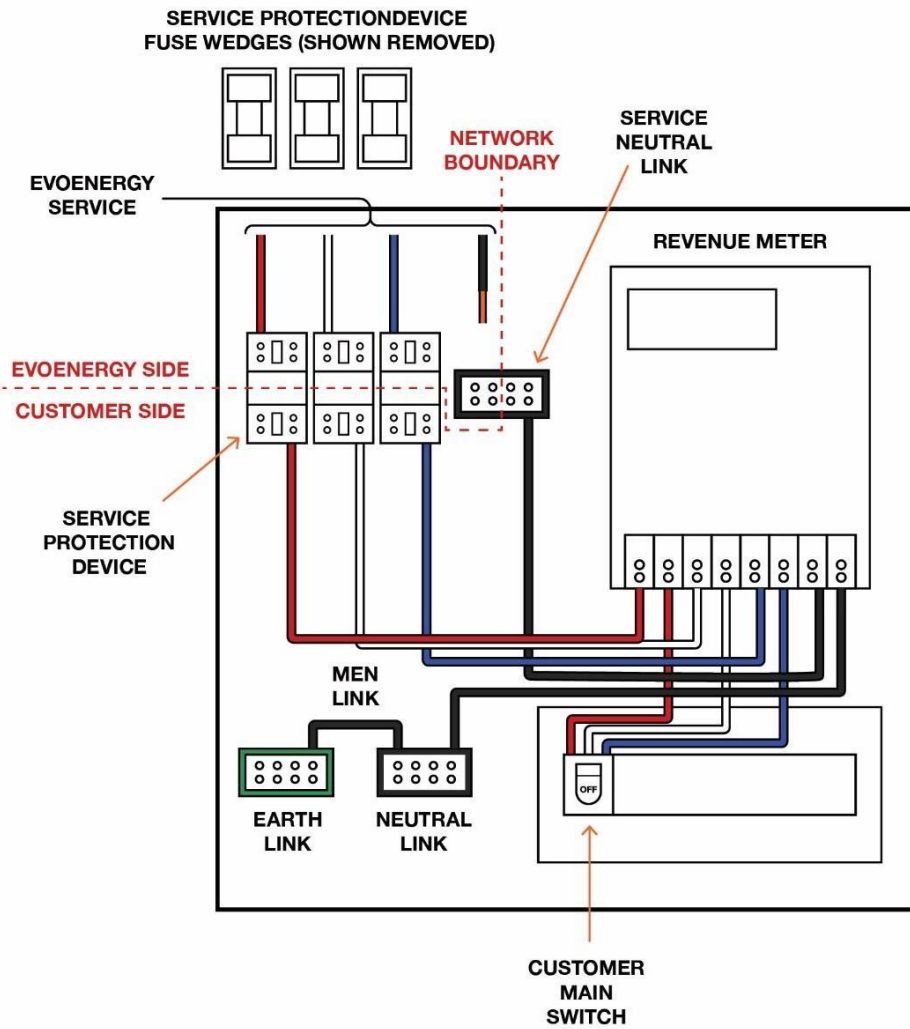 SERVICE PROTECTIONDEVICE
FUSE WEDGES (SHOWN REMOVED)
SERVICE
NEUTRAL
LINK
NETWORK
BOUNDARY
EVOENERGY
SERVICE
REVENUE METER
EVOENERGY SIDE
CUSTOMER SIDE
SERVICE
PROTECTION
DEVICE
MEN
LINK
OFF
EARTH
LINK
NEUTRAL
LINK
CUSTOMER
MAIN
SWITCH